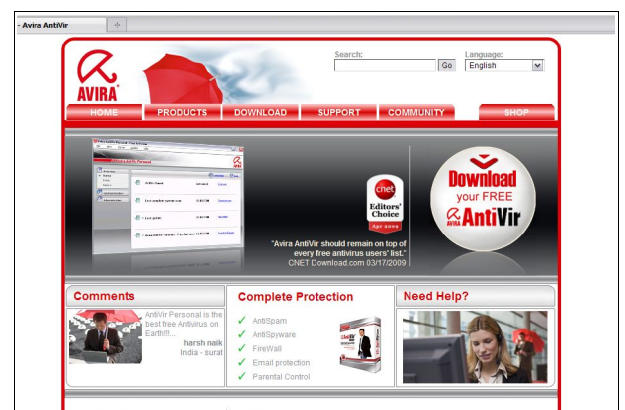 - Avira AntiVir
Search:
Language:
Go
English
AVIRA
HOME
PRODUCTS
DOWNLOAD
SUPPORT
COMMUNITY
SHOP
cnet
Editors'
Choice
Apr 2009
"Avira AntiVir should remain on top of
every free antivirus users' list."
CNET Download.com 03/17/2009
Download
your FREE
AntiVir
Comments
AntiVir Personal is the
best free Antivirus on
Earth!!!...
harsh naik
India - surat
Complete Protection
AntiSpam
AntiSpyware
FireWall
Email protection
Parental Control
Need Help?